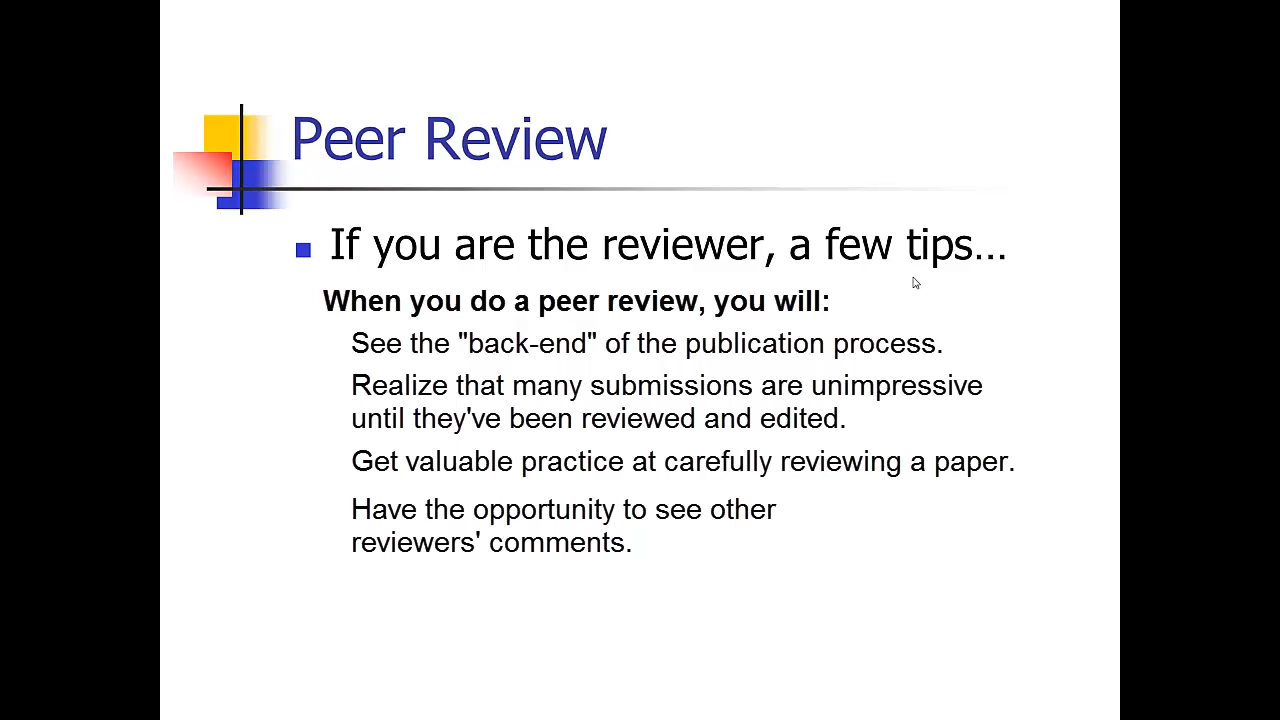 Peer Review
If you are the reviewer, a few tips…
When you do a peer review, you will:
See the "back-end" of the publication process.
Realize that many submissions are unimpressive
until they've been reviewed and edited.
Get valuable practice at carefully reviewing a paper.
Have the opportunity to see other
reviewers' comments.